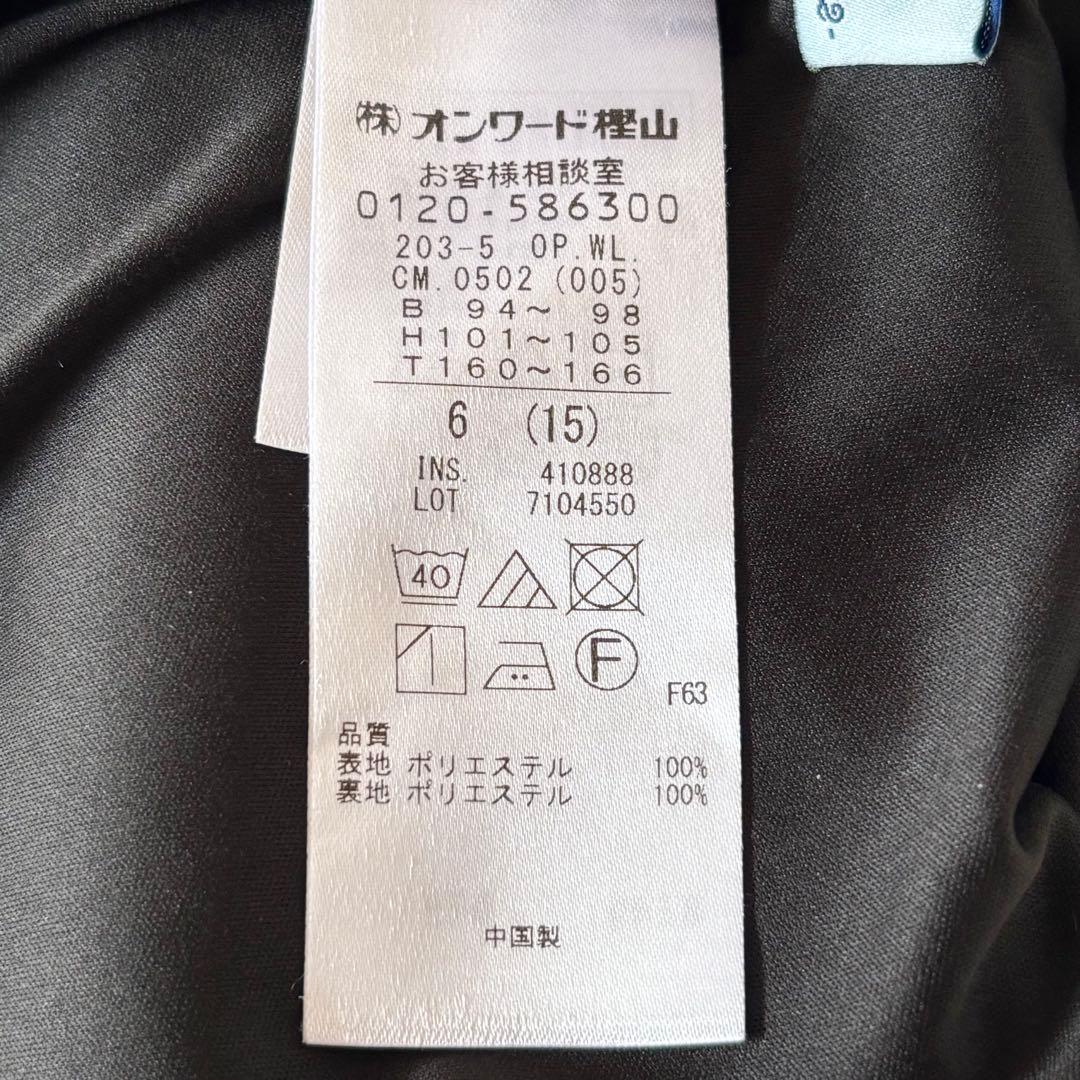 ㈱オンワード樫山
お客様相談室
0120-586300
203-5 OP.WL.
CM.0502 (005)
B 94～ 98
H101～105
T160～166
6 (15)
INS. 410888
LOT 7104550
40
F
F63
品質
表地 ポリエステル 100%
裏地 ポリエステル 100%
中国製